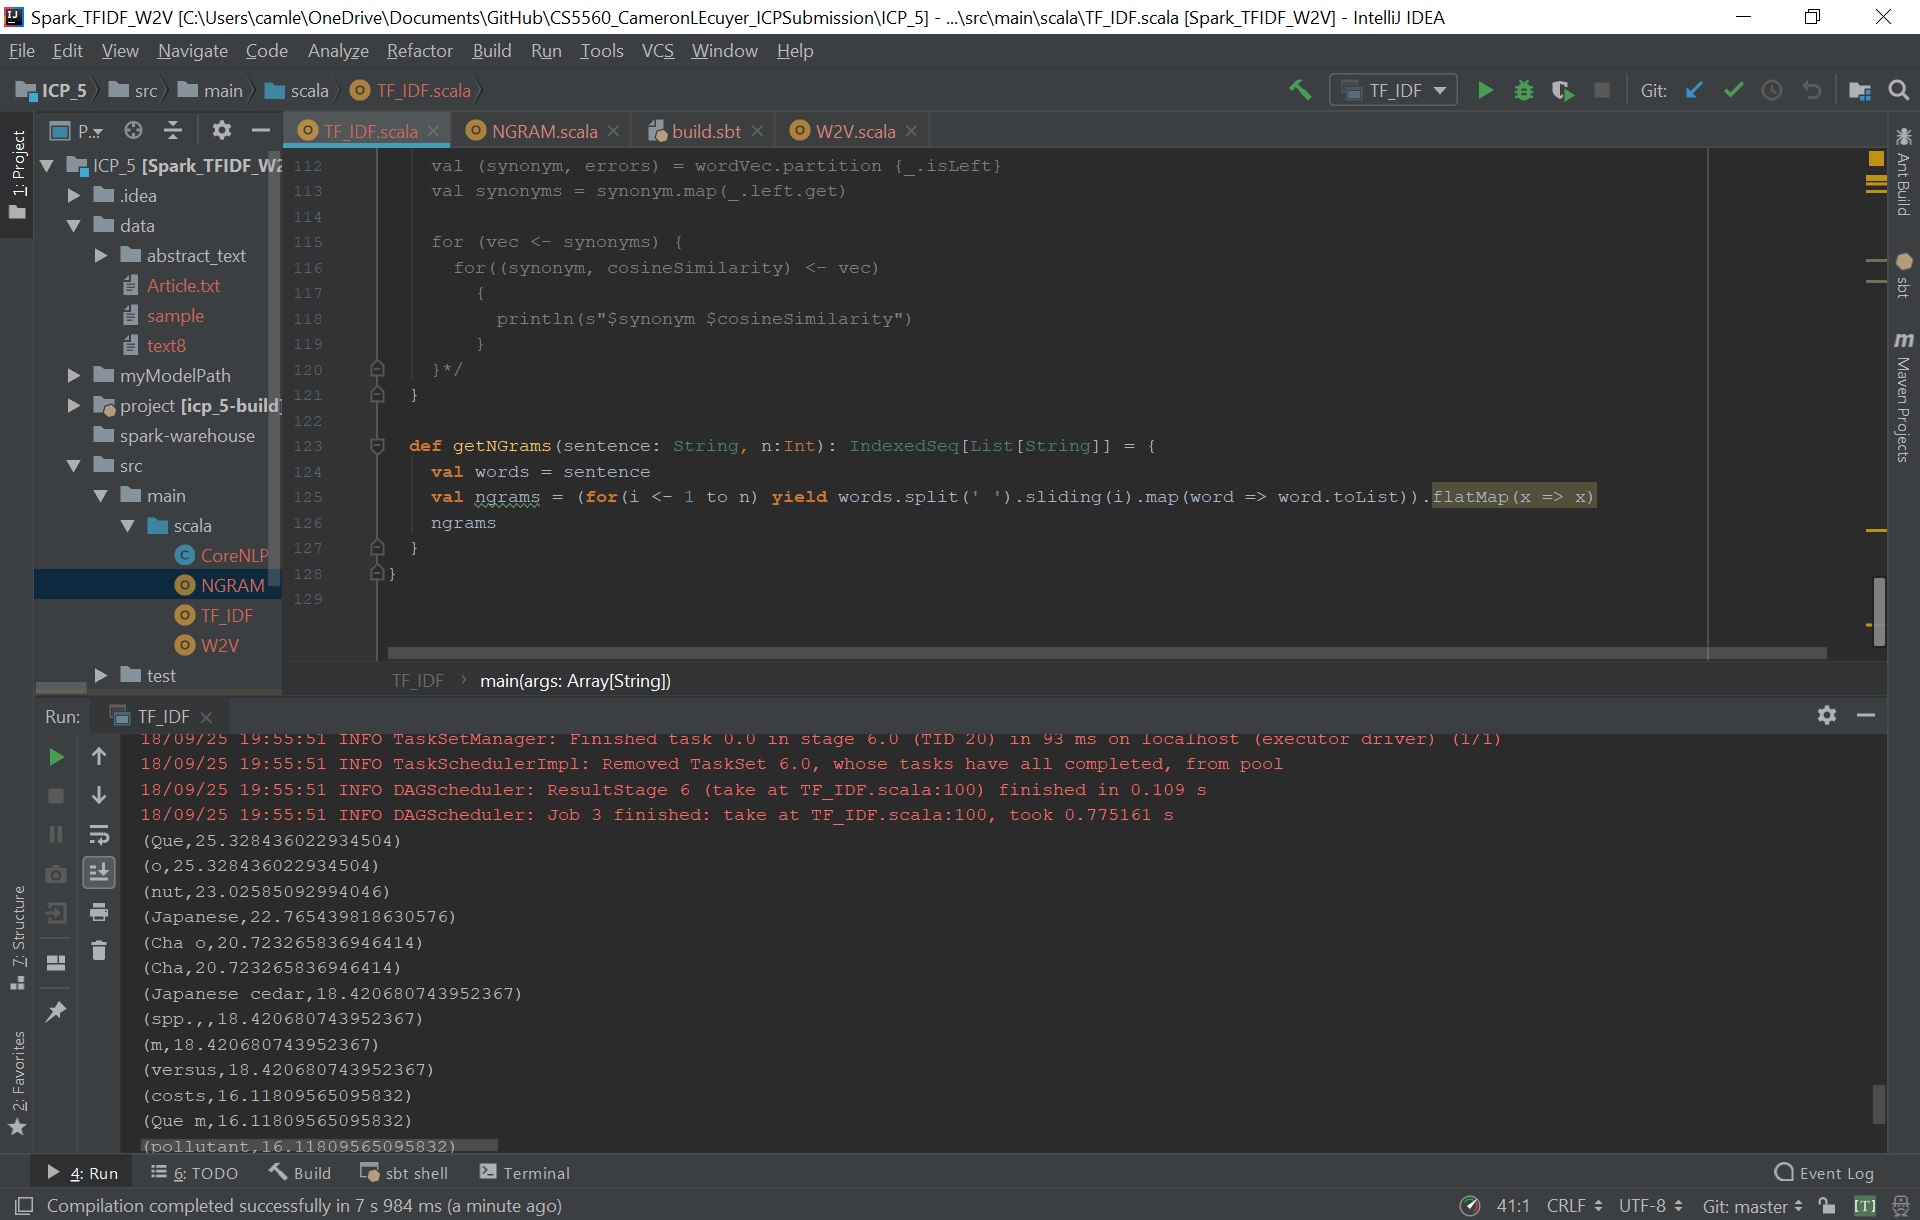 Spark_TFIDF_W2V [C:\Users\camle\OneDrive\Documents\GitHub\CS5560_CameronLEcuyer_ICPSubmission\ICP_5] - ...\src\main\scala\TF_IDF.scala [Spark_TFIDF_W2V] - IntelliJ IDEA
File Edit View Navigate Code Analyze Refactor Build Run Tools VCS Window Help
ICP_5 src main scala TF_IDF.scala TF_IDF Git:
P... TF_IDF.scala NGRAM.scala build.sbt W2V.scala
1: Project
ICP_5 [Spark_TFIDF_W2
.idea
data
abstract_text
Article.txt
sample
text8
myModelPath
project [icp_5-build]
spark-warehouse
src
main
scala
CoreNLP
NGRAM
TF_IDF
W2V
test
112 val (synonym, errors) = wordVec.partition {_.isLeft}
113 val synonyms = synonym.map(_.left.get)
114
115 for (vec <- synonyms) {
116 for((synonym, cosineSimilarity) <- vec)
117 {
118 println(s"$synonym $cosineSimilarity")
119 }
120 }*/
121 }
122
123 def getNGrams(sentence: String, n:Int): IndexedSeq[List[String]] = {
124 val words = sentence
125 val ngrams = (for(i <- 1 to n) yield words.split(' ').sliding(i).map(word => word.toList)).flatMap(x => x)
126 ngrams
127 }
128 }
129
TF_IDF main(args: Array[String])
Ant Build
sbt
Maven Projects
Run: TF_IDF
18/09/25 19:55:51 INFO TaskSetManager: Finished task 0.0 in stage 6.0 (TID 20) in 93 ms on localhost (executor driver) (1/1)
18/09/25 19:55:51 INFO TaskSchedulerImpl: Removed TaskSet 6.0, whose tasks have all completed, from pool
18/09/25 19:55:51 INFO DAGScheduler: ResultStage 6 (take at TF_IDF.scala:100) finished in 0.109 s
18/09/25 19:55:51 INFO DAGScheduler: Job 3 finished: take at TF_IDF.scala:100, took 0.775161 s
(Que,25.328436022934504)
(o,25.328436022934504)
(nut,23.02585092994046)
(Japanese,22.765439818630576)
(Cha o,20.723265836946414)
(Cha,20.723265836946414)
(Japanese cedar,18.420680743952367)
(spp.,,18.420680743952367)
(m,18.420680743952367)
(versus,18.420680743952367)
(costs,16.11809565095832)
(Que m,16.11809565095832)
(pollutant,16.11809565095832)
7: Structure
2: Favorites
4: Run 6: TODO Build sbt shell Terminal Event Log
Compilation completed successfully in 7 s 984 ms (a minute ago) 41:1 CRLF UTF-8 Git: master [T]